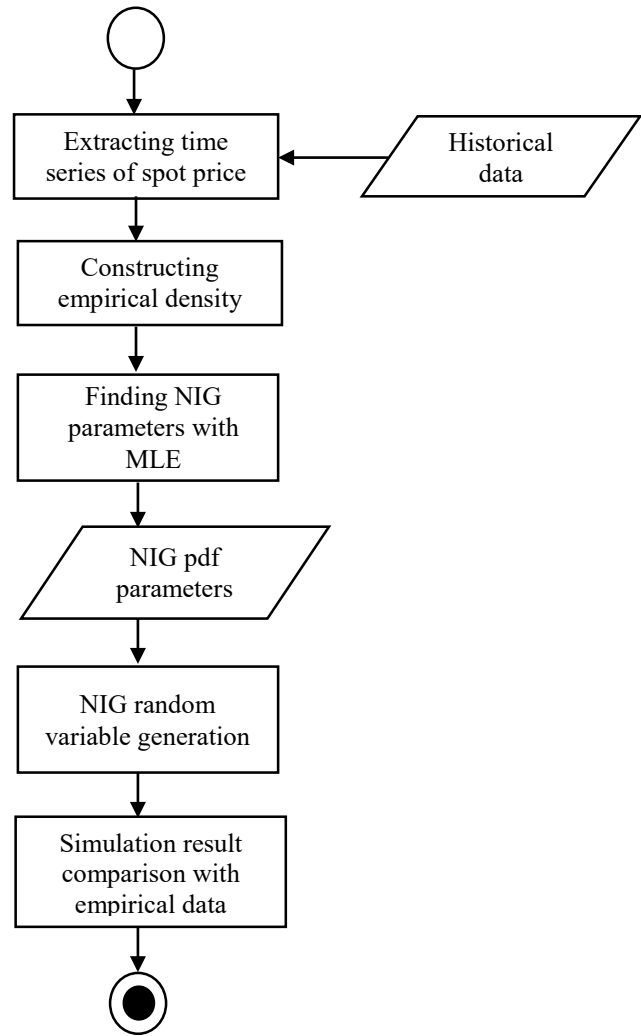 Extracting time
series of spot price
Historical
data
Constructing
empirical density
Finding NIG
parameters with
MLE
NIG pdf
parameters
NIG random
variable generation
Simulation result
comparison with
empirical data